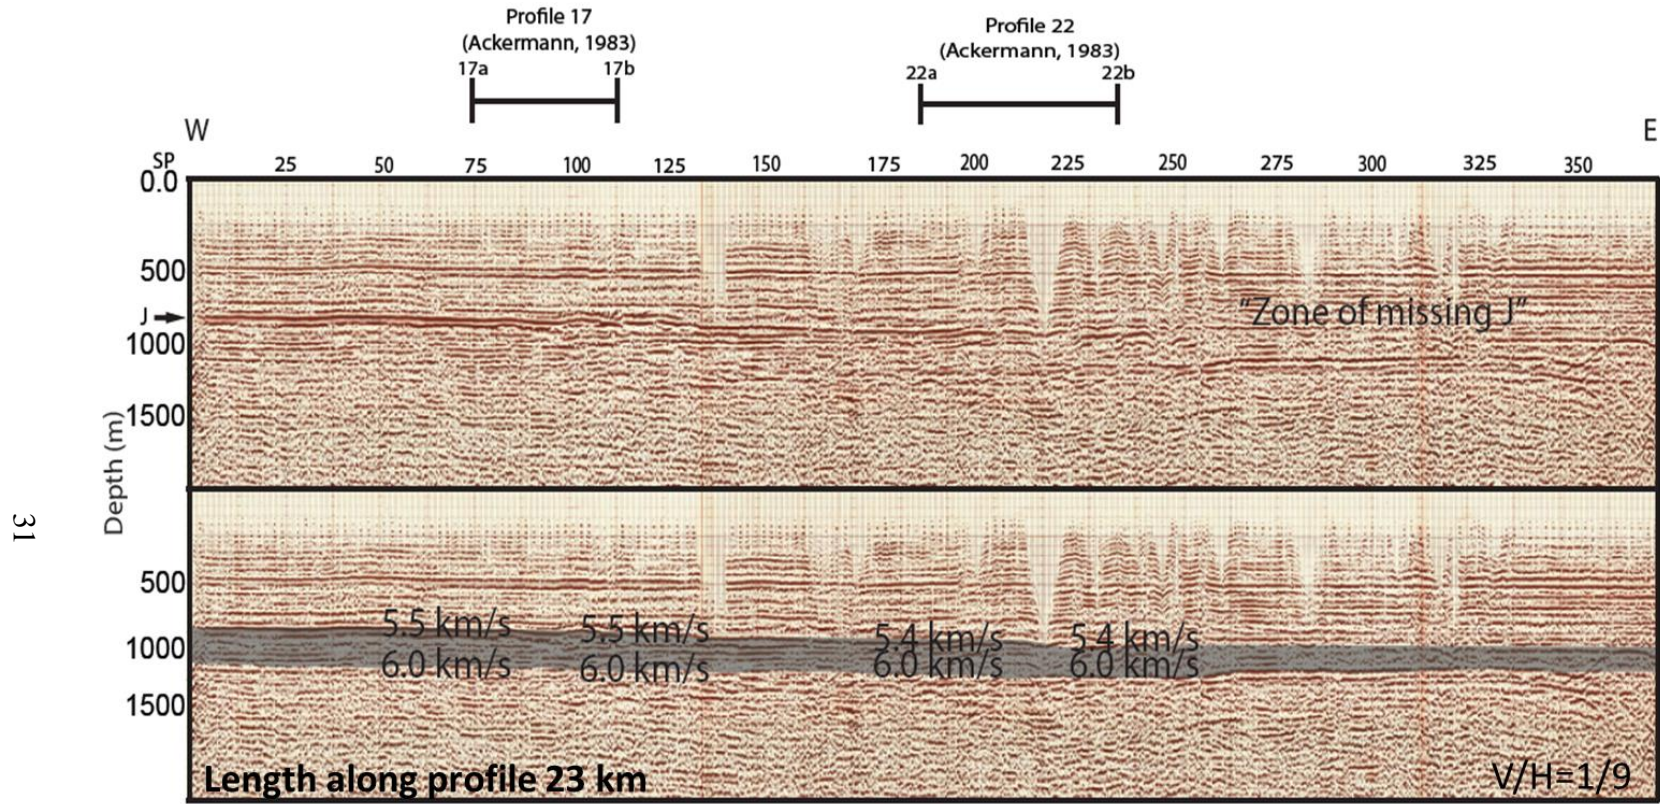 Profile 17
(Ackermann, 1983)
17a 17b
Profile 22
(Ackermann, 1983)
22a 22b
W E
SP 25 50 75 100 125 150 175 200 225 250 275 300 325 350
0.0
500
J
1000
1500
"Zone of missing J"
Depth (m)
31
500
1000
1500
5.5 km/s 5.5 km/s 5.4 km/s 5.4 km/s
6.0 km/s 6.0 km/s 6.0 km/s 6.0 km/s
Length along profile 23 km
V/H=1/9